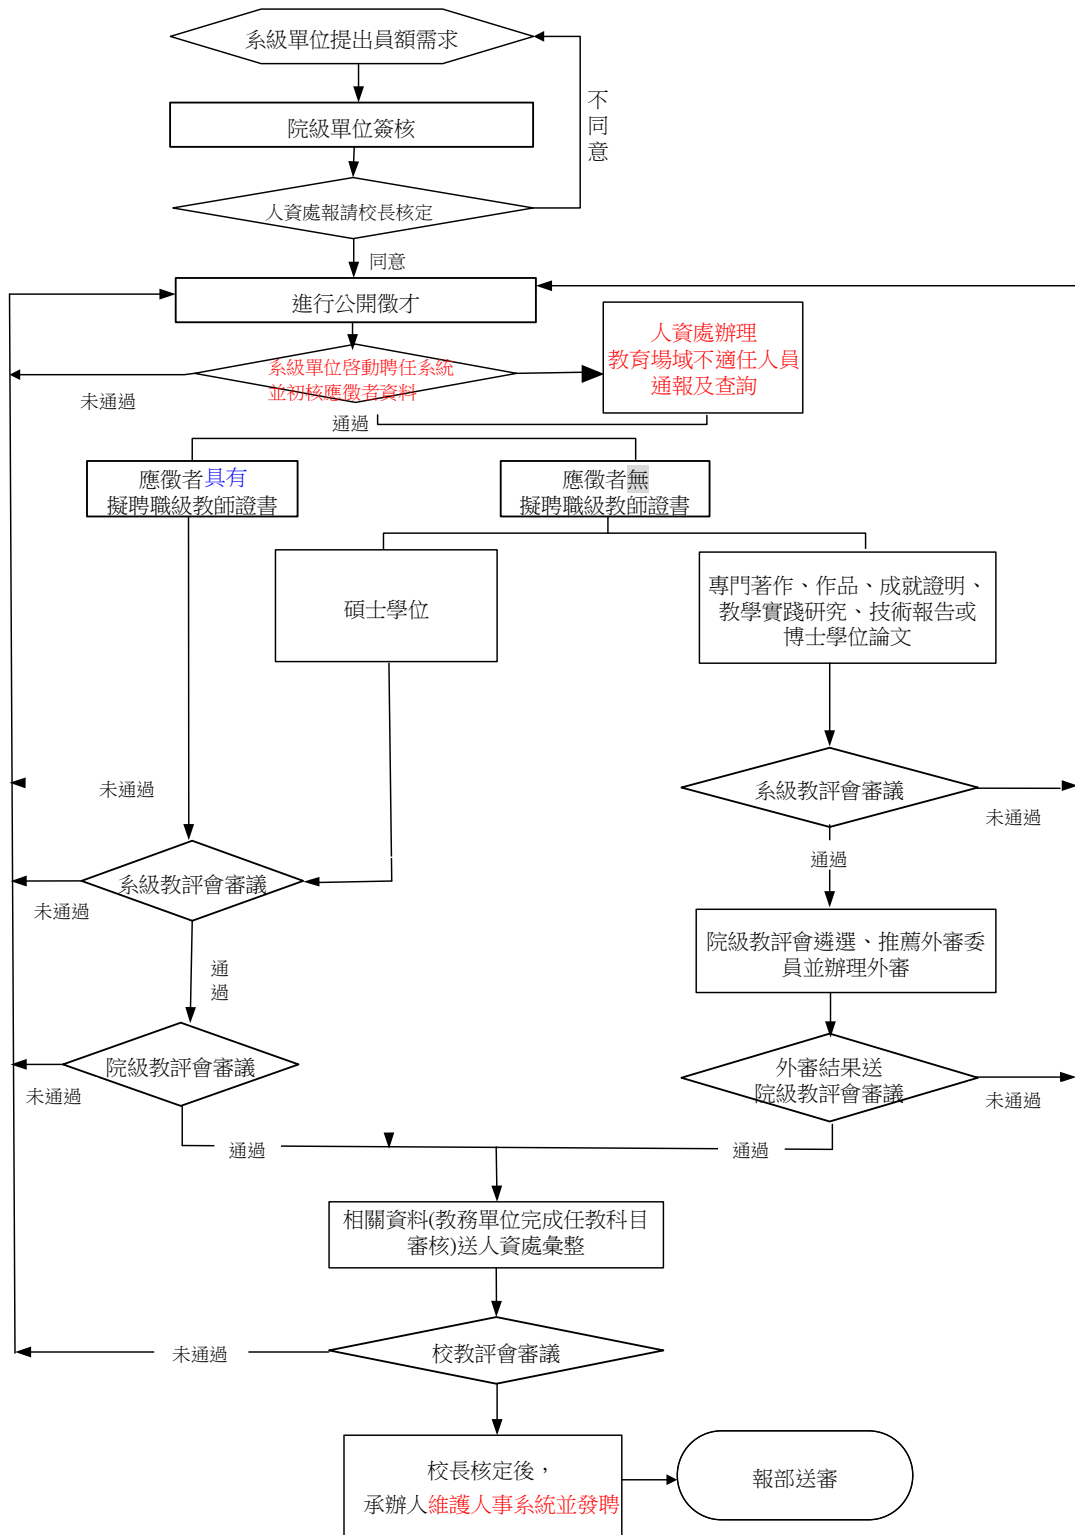 系級單位提出員額需求
不
同
意
院級單位簽核
人資處報請校長核定
同意
進行公開徵才
人資處辦理
教育場域不適任人員
通報及查詢
系級單位啓動聘任系統
並初核應徵者資料
未通過
通過
應徵者具有
擬聘職級教師證書
應徵者無
擬聘職級教師證書
碩士學位
專門著作、作品、成就證明、
教學實踐研究、技術報告或
博士學位論文
未通過
系級教評會審議
未通過
通過
系級教評會審議
未通過
院級教評會遴選、推薦外審委
員並辦理外審
通
過
院級教評會審議
未通過
外審結果送
院級教評會審議
未通過
通過
通過
相關資料(教務單位完成任教科目
審核)送人資處彙整
未通過
校教評會審議
校長核定後，
承辦人維護人事系統並發聘
報部送審